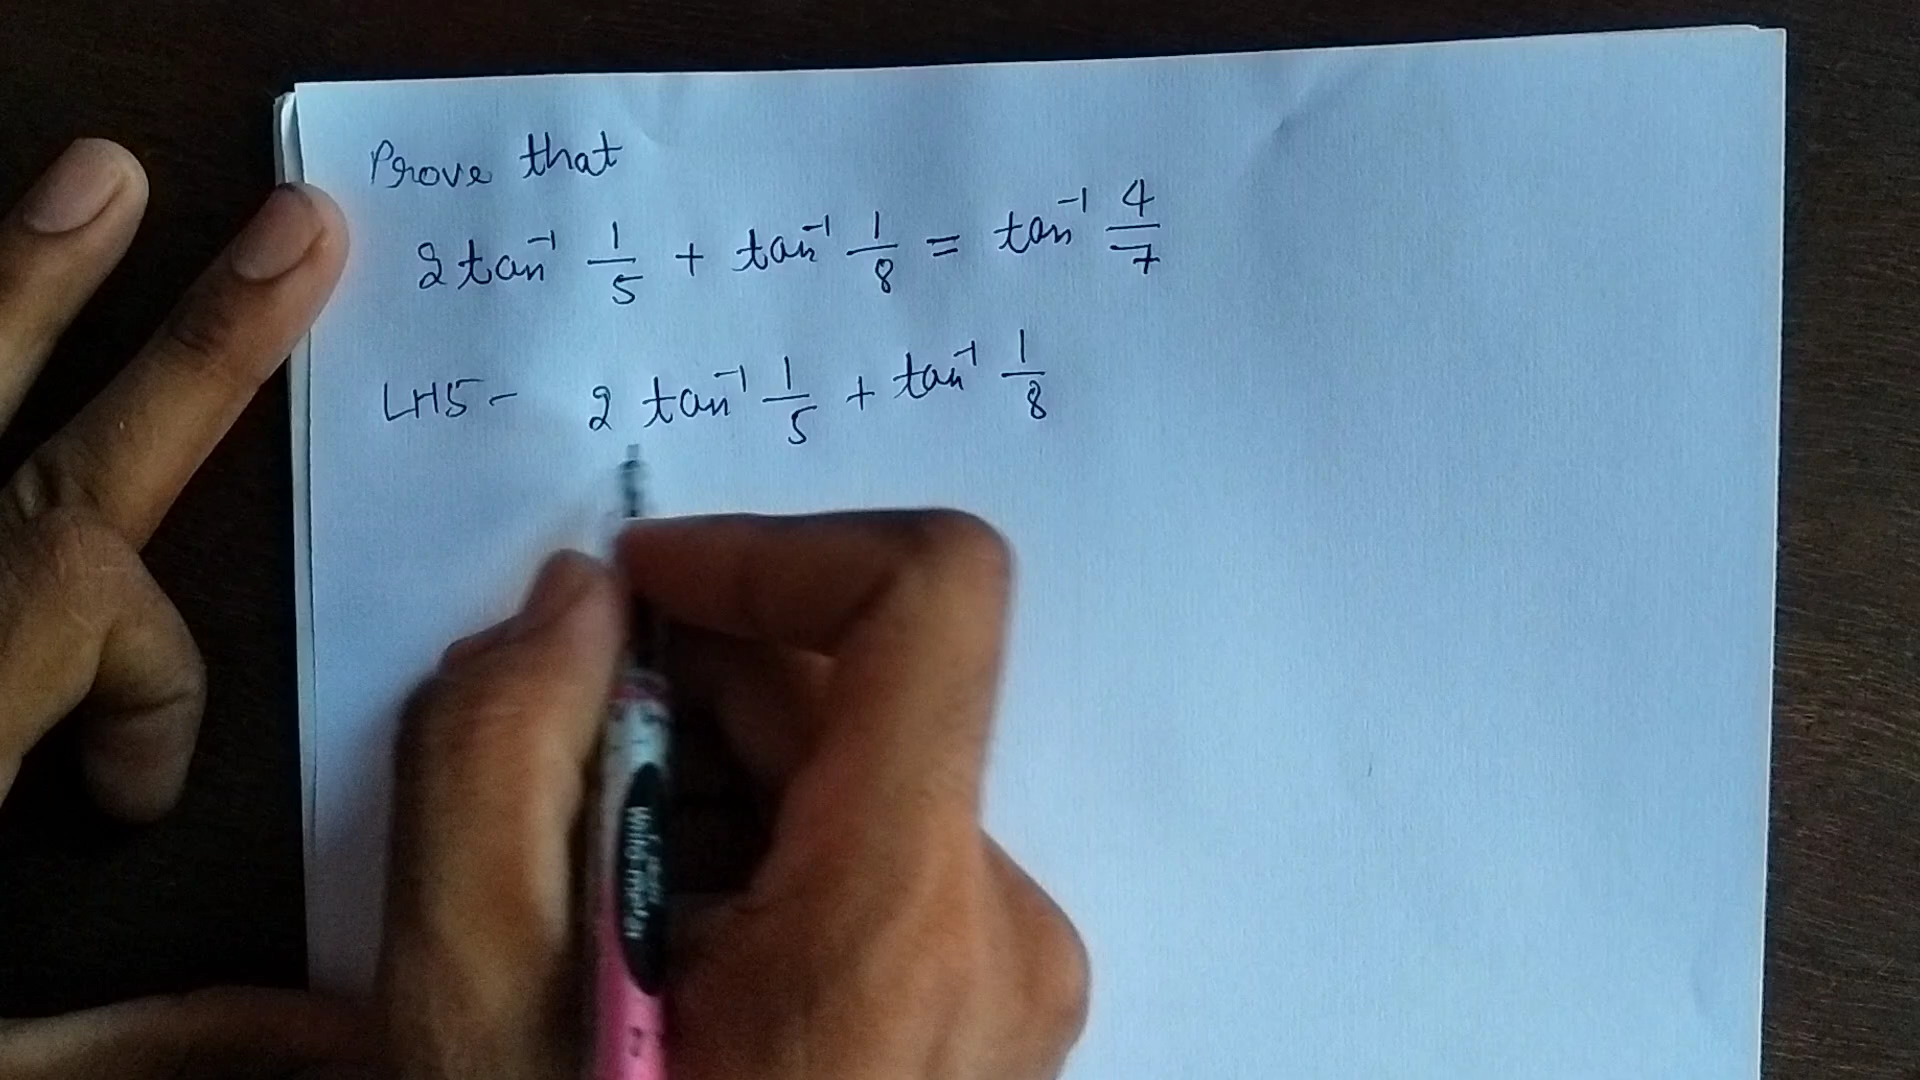 Prove that
2 tan⁻¹ 1/5 + tan⁻¹ 1/8 = tan⁻¹ 4/7
LHS - 2 tan⁻¹ 1/5 + tan⁻¹ 1/8